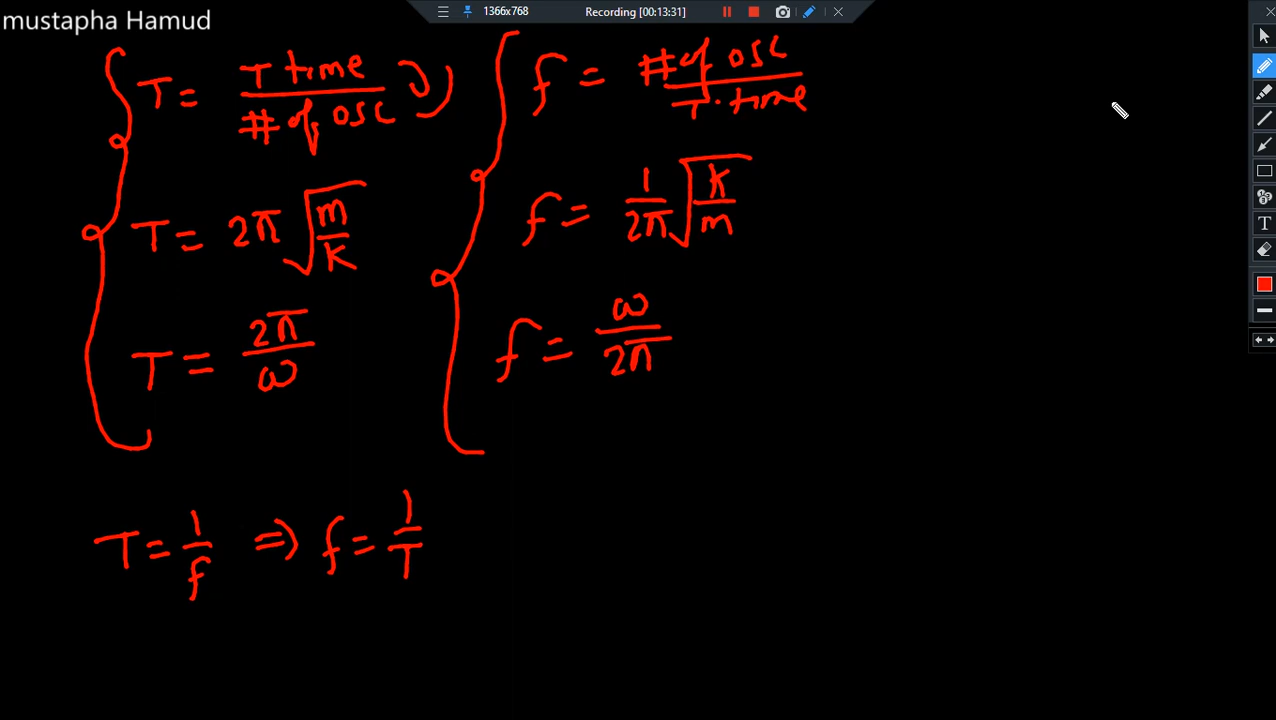 mustapha Hamud
1366x768 Recording [00:13:31]
T = T time / # of osc
T = 2π √(m/k)
T = 2π/ω
f = # of osc / T. time
f = 1/2π √(k/m)
f = ω/2π
T = 1/f ⇒ f = 1/T
T